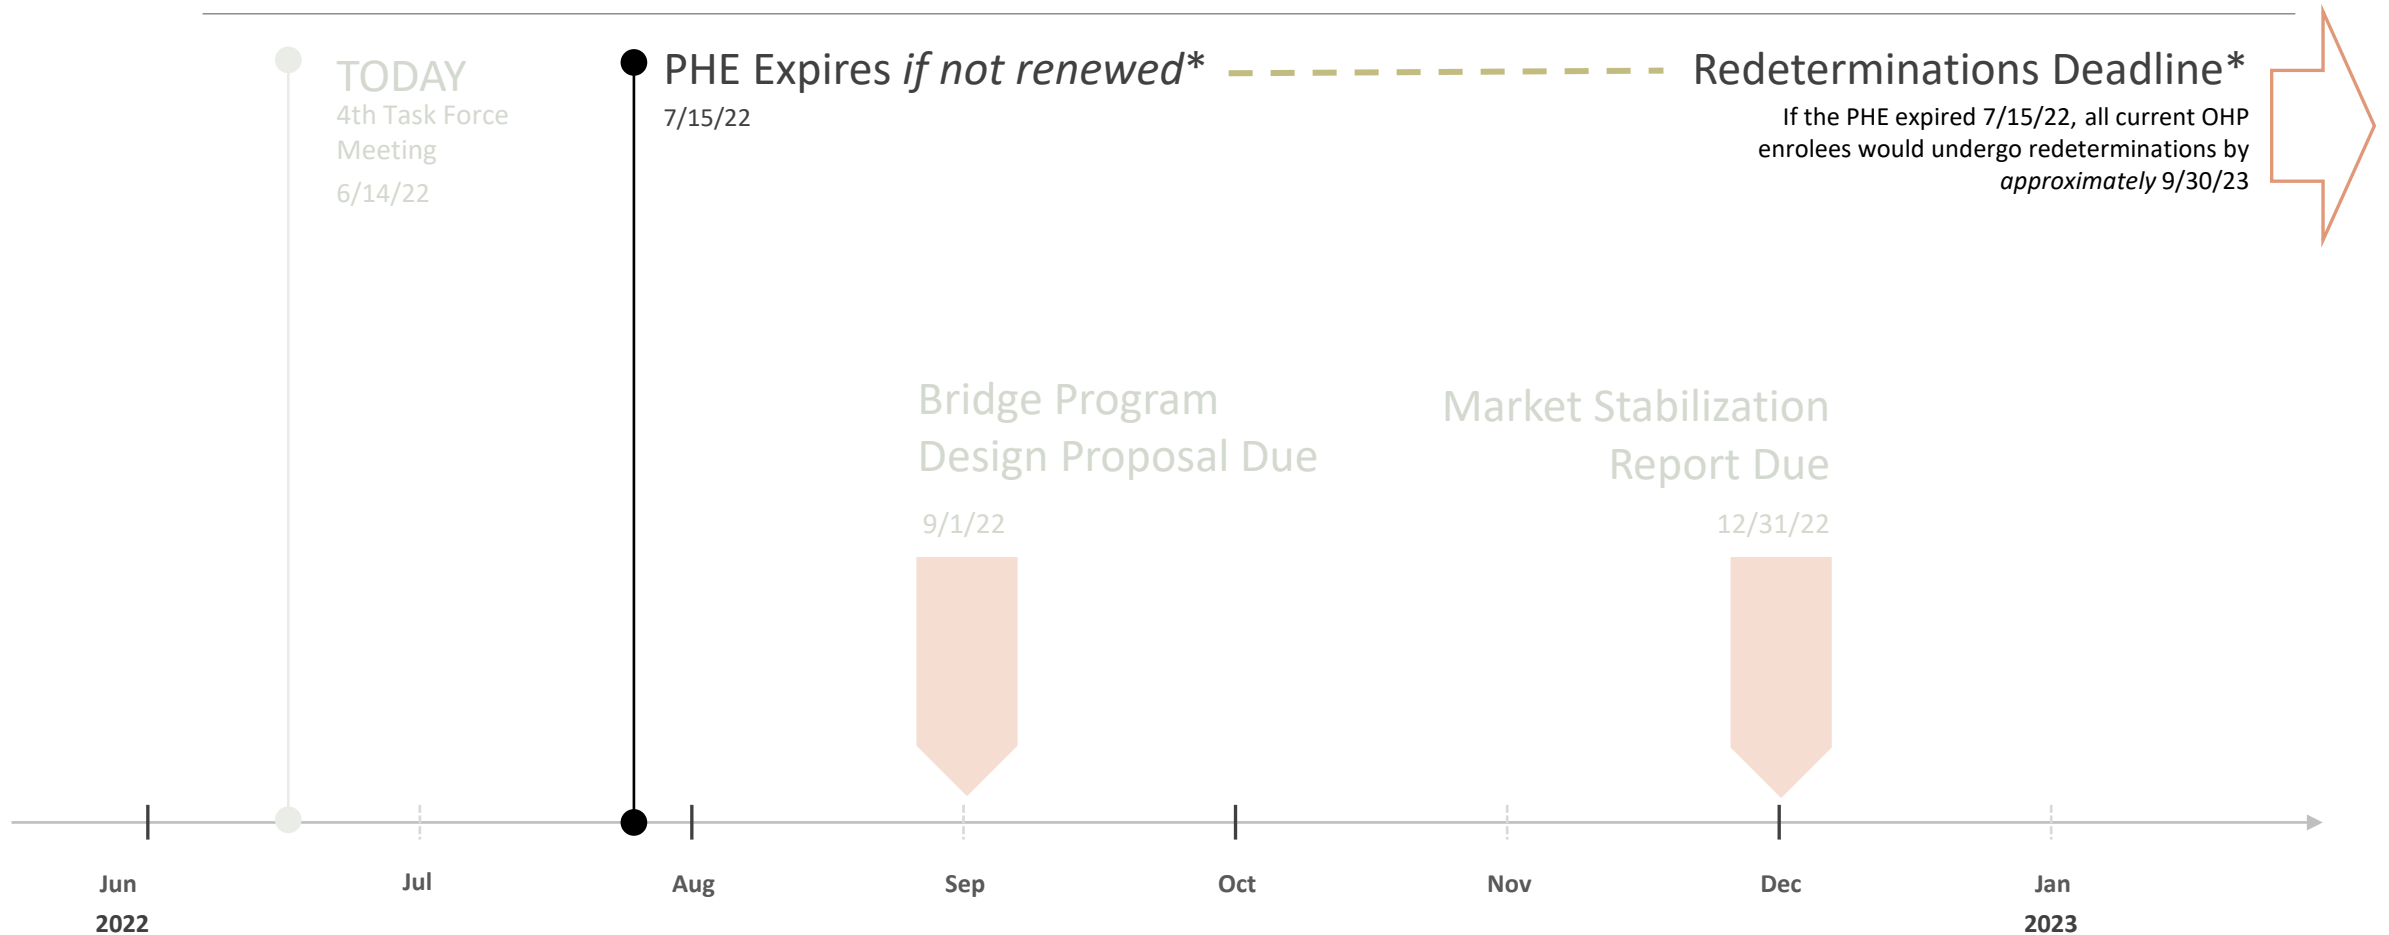 TODAY
4th Task Force
Meeting
6/14/22
PHE Expires if not renewed*
7/15/22
Redeterminations Deadline*
If the PHE expired 7/15/22, all current OHP
enrolees would undergo redeterminations by
approximately 9/30/23
Bridge Program
Design Proposal Due
9/1/22
Market Stabilization
Report Due
12/31/22
Jun
2022
Jul
Aug
Sep
Oct
Nov
Dec
Jan
2023